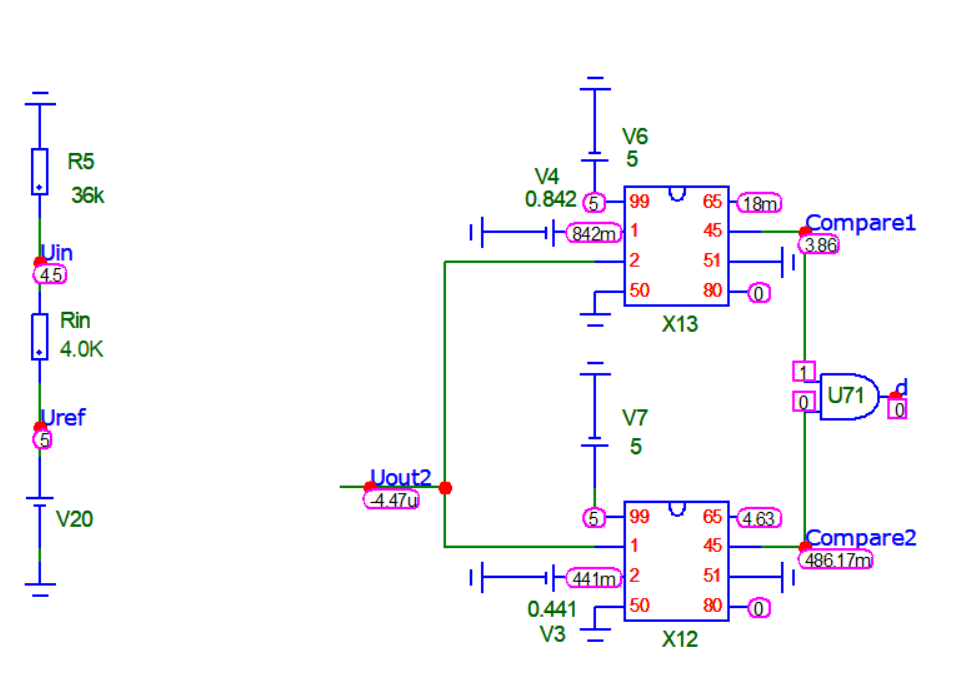 R5
36k
Uin
4.5
Rin
4.0K
Uref
5
V20
V6
5
V4
0.842
5
99
65
18m
842m
1
45
Compare1
3.86
2
51
50
80
0
X13
V7
5
1
0
U71
d
0
Uout2
-4.47u
5
99
65
4.63
1
45
Compare2
486.17m
441m
2
51
0.441
50
80
0
V3
X12